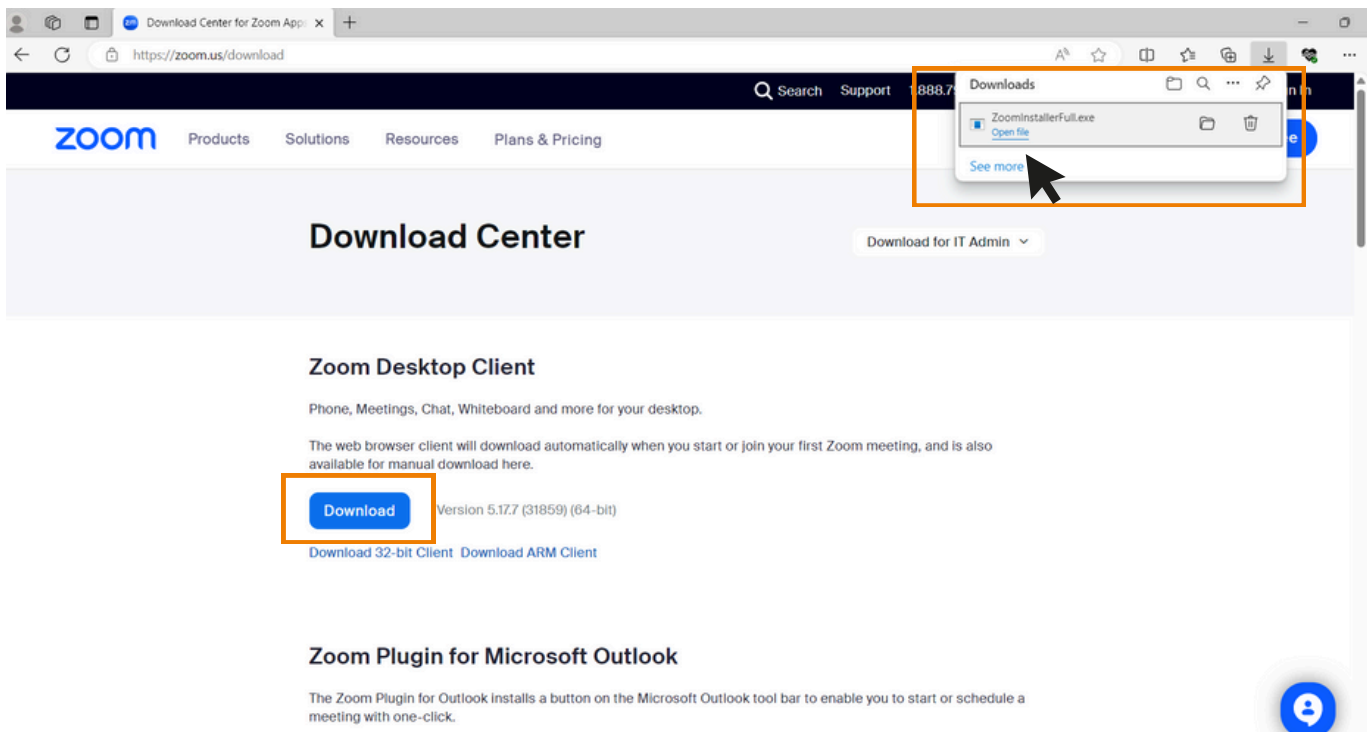 Download Center for Zoom App
https://zoom.us/download
Search Support 1.888.79
Downloads
ZoomInstallerFull.exe
Open file
See more
zoom Products Solutions Resources Plans & Pricing
Download Center
Download for IT Admin
Zoom Desktop Client
Phone, Meetings, Chat, Whiteboard and more for your desktop.
The web browser client will download automatically when you start or join your first Zoom meeting, and is also
available for manual download here.
Download Version 5.17.7 (31859) (64-bit)
Download 32-bit Client Download ARM Client
Zoom Plugin for Microsoft Outlook
The Zoom Plugin for Outlook installs a button on the Microsoft Outlook tool bar to enable you to start or schedule a
meeting with one-click.